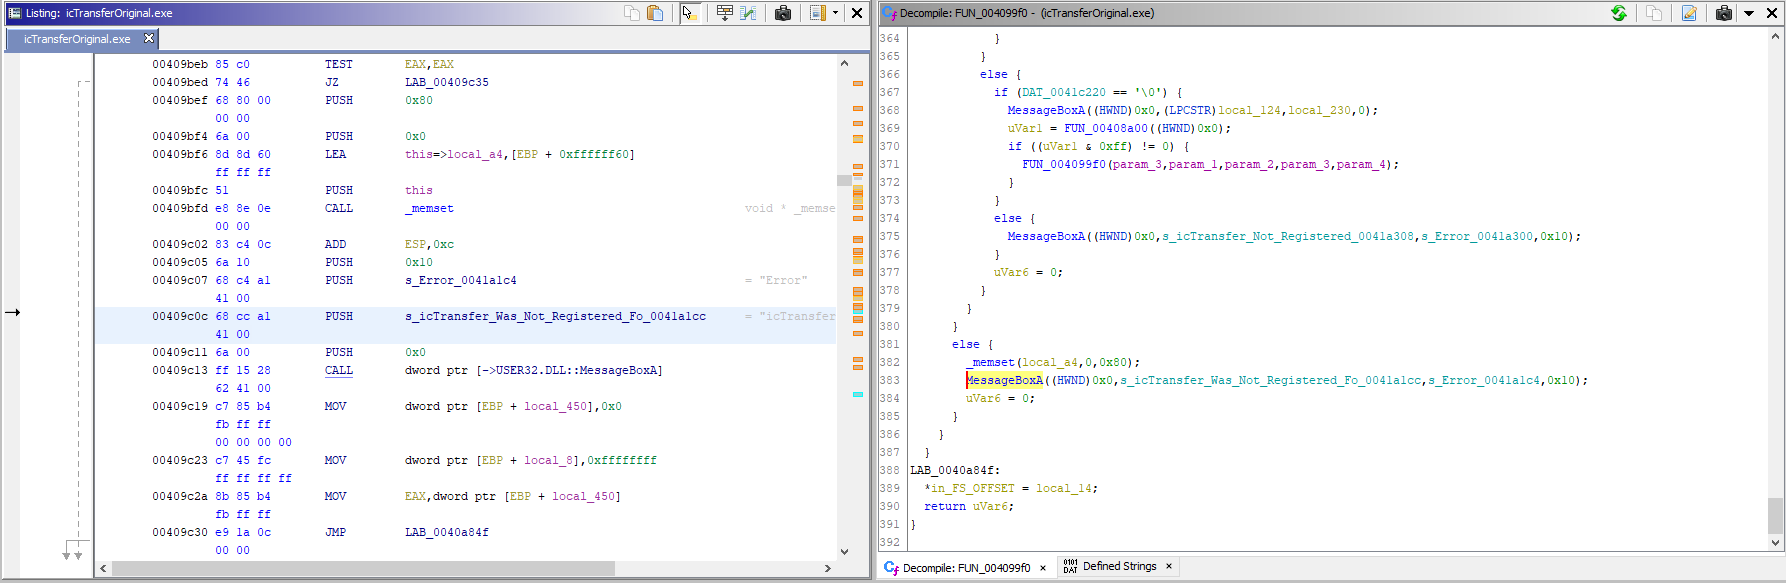 Listing: icTransferOriginal.exe
icTransferOriginal.exe
00409beb 85 c0 TEST EAX,EAX
00409bed 74 46 JZ LAB_00409c35
00409bef 68 80 00 PUSH 0x80
00 00
00409bf4 6a 00 PUSH 0x0
00409bf6 8d 8d 60 LEA this=>local_a4,[EBP + 0xffffff60]
ff ff ff
00409bfc 51 PUSH this
00409bfd e8 8e 0e CALL _memset void * _memse
00 00
00409c02 83 c4 0c ADD ESP,0xc
00409c05 6a 10 PUSH 0x10
00409c07 68 c4 a1 PUSH s_Error_0041a1c4 = "Error"
41 00
00409c0c 68 cc a1 PUSH s_icTransfer_Was_Not_Registered_Fo_0041a1cc = "icTransfer
41 00
00409c11 6a 00 PUSH 0x0
00409c13 ff 15 28 CALL dword ptr [->USER32.DLL::MessageBoxA]
62 41 00
00409c19 c7 85 b4 MOV dword ptr [EBP + local_450],0x0
fb ff ff
00 00 00 00
00409c23 c7 45 fc MOV dword ptr [EBP + local_8],0xffffffff
ff ff ff ff
00409c2a 8b 85 b4 MOV EAX,dword ptr [EBP + local_450]
fb ff ff
00409c30 e9 1a 0c JMP LAB_0040a84f
00 00
Decompile: FUN_004099f0 - (icTransferOriginal.exe)
364 }
365 }
366 else {
367 if (DAT_0041c220 == '\0') {
368 MessageBoxA((HWND)0x0,(LPCSTR)local_124,local_230,0);
369 uVar1 = FUN_00408a00((HWND)0x0);
370 if ((uVar1 & 0xff) != 0) {
371 FUN_004099f0(param_3,param_1,param_2,param_3,param_4);
372 }
373 }
374 else {
375 MessageBoxA((HWND)0x0,s_icTransfer_Not_Registered_0041a308,s_Error_0041a300,0x10);
376 }
377 uVar6 = 0;
378 }
379 }
380 }
381 else {
382 _memset(local_a4,0,0x80);
383 MessageBoxA((HWND)0x0,s_icTransfer_Was_Not_Registered_Fo_0041a1cc,s_Error_0041a1c4,0x10);
384 uVar6 = 0;
385 }
386 }
387 }
388 LAB_0040a84f:
389 *in_FS_OFFSET = local_14;
390 return uVar6;
391 }
392
Decompile: FUN_004099f0 ×
0101 DAT Defined Strings ×